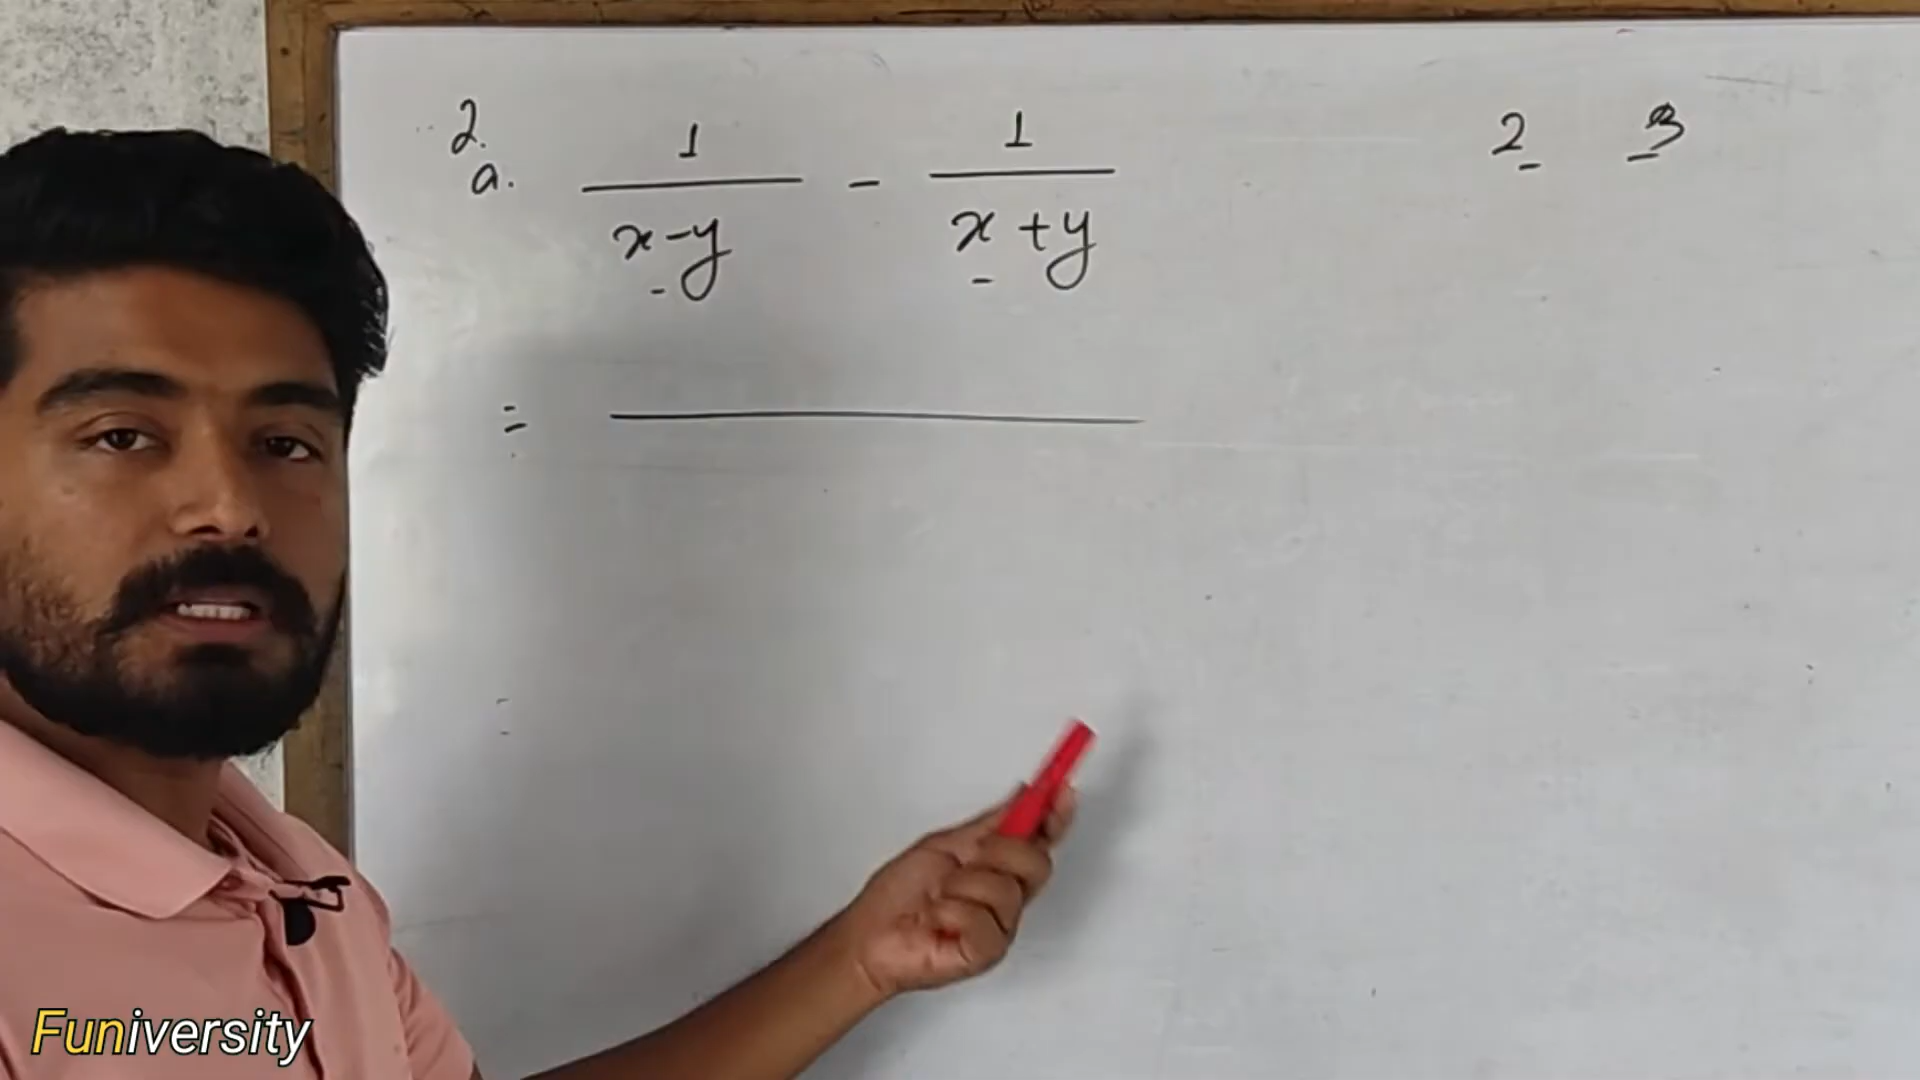 2.
a. 1/(x-y) - 1/(x+y)
2 3
=
Funiversity